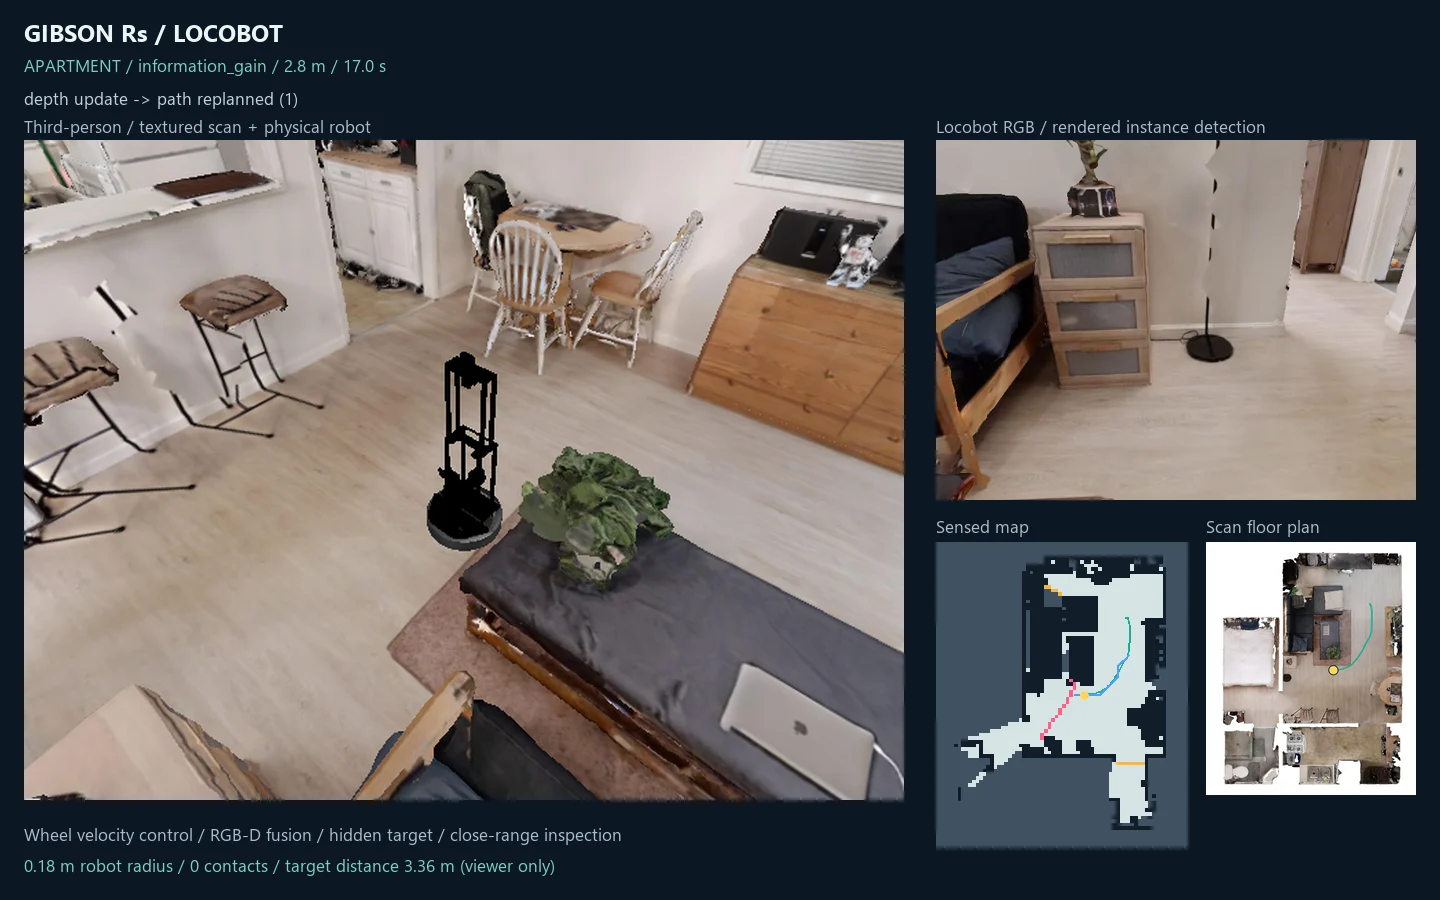 GIBSON Rs / LOCOBOT
APARTMENT / information_gain / 2.8 m / 17.0 s
depth update -> path replanned (1)
Third-person / textured scan + physical robot
Locobot RGB / rendered instance detection
Sensed map
Scan floor plan
Wheel velocity control / RGB-D fusion / hidden target / close-range inspection
0.18 m robot radius / 0 contacts / target distance 3.36 m (viewer only)